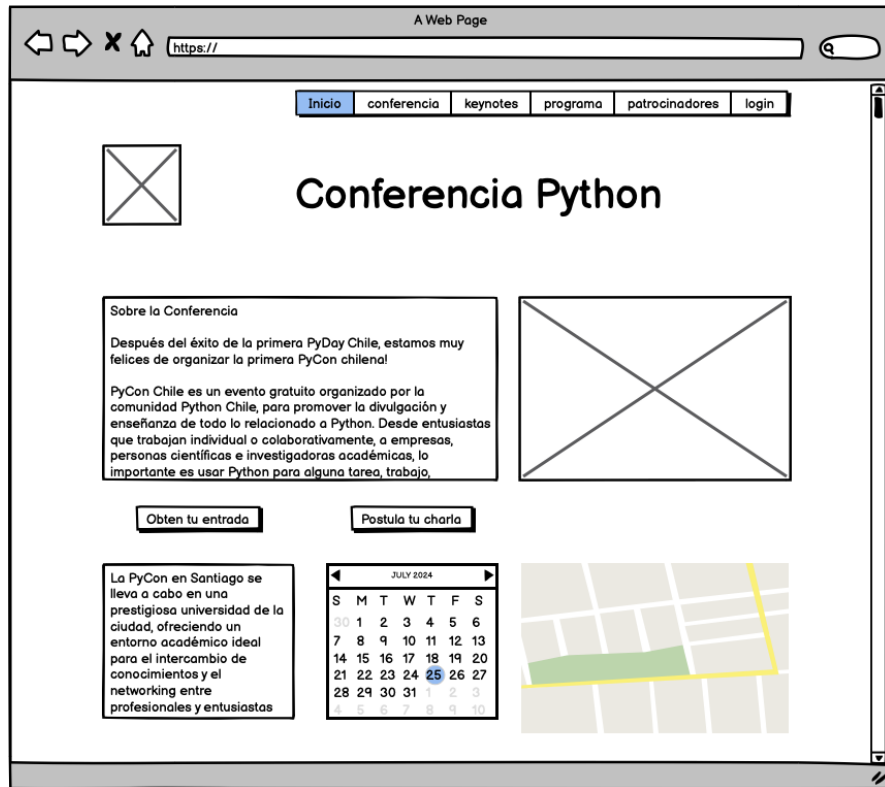 A Web Page
https://
Inicio conferencia keynotes programa patrocinadores login
Conferencia Python
Sobre la Conferencia
Después del éxito de la primera PyDay Chile, estamos muy
felices de organizar la primera PyCon chilena!
PyCon Chile es un evento gratuito organizado por la
comunidad Python Chile, para promover la divulgación y
enseñanza de todo lo relacionado a Python. Desde entusiastas
que trabajan individual o colaborativamente, a empresas,
personas científicas e investigadoras académicas, lo
importante es usar Python para alguna tarea, trabajo,
Obten tu entrada
Postula tu charla
La PyCon en Santiago se
lleva a cabo en una
prestigiosa universidad de la
ciudad, ofreciendo un
entorno académico ideal
para el intercambio de
conocimientos y el
networking entre
profesionales y entusiastas
JULY 2024
S M T W T F S
30 1 2 3 4 5 6
7 8 9 10 11 12 13
14 15 16 17 18 19 20
21 22 23 24 25 26 27
28 29 30 31 1 2 3
4 5 6 7 8 9 10